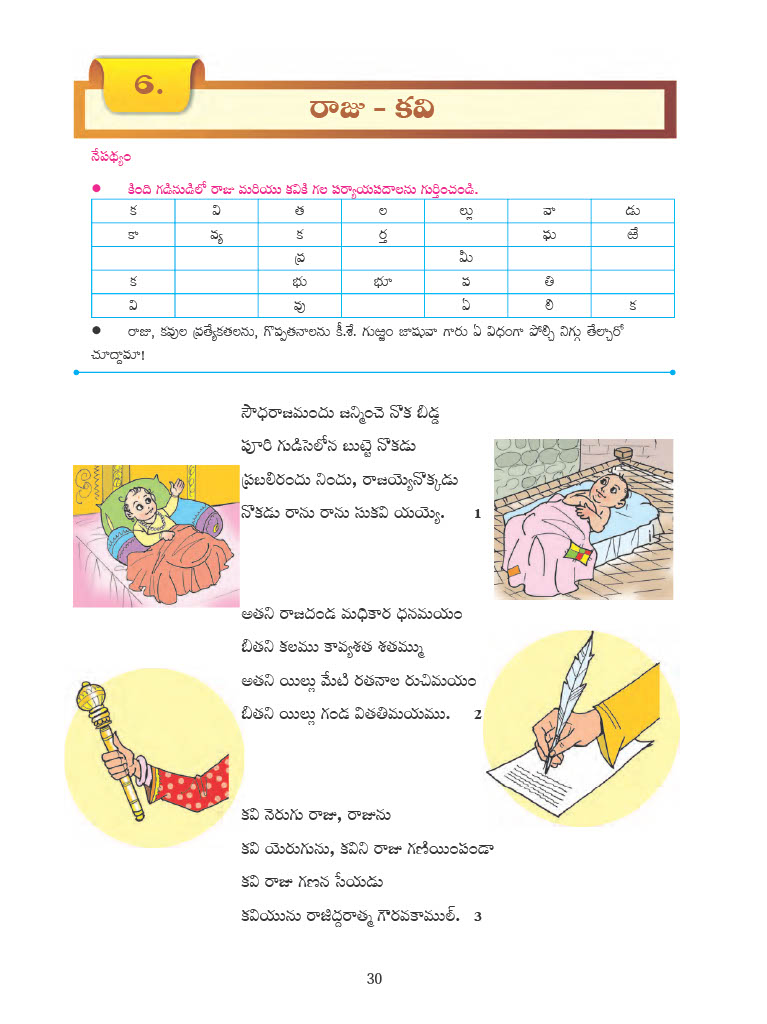 6.
రాజు - కవి
నేపథ్యం
● కింది గడినుడిలో రాజు మరియు కవికి గల పర్యాయపదాలను గుర్తించండి.
క వి త ల ల్లు వా డు
కా వ్య క ర్త ఘ ఱే
ప్ర మీ
క భు భూ ప తి
వి వు ఏ లి క
● రాజు, కవుల ప్రత్యేకతలను, గొప్పతనాలను కీ.శే. గుఱ్ఱం జాషువా గారు ఏ విధంగా పోల్చి నిగ్గు తేల్చారో
చూద్దామా!
సౌధరాజమందు జన్మించె నొక బిడ్డ
పూరి గుడిసెలోన బుట్టె నొకడు
ప్రబలిరందు నిందు, రాజయ్యెనొక్కడు
నొకడు రాను రాను సుకవి యయ్యె. 1
అతని రాజదండ మధికార ధనమయం
బితని కలము కావ్యశత శతమ్ము
అతని యిల్లు మేటి రతనాల రుచిమయం
బితని యిల్లు గండ వితతిమయము. 2
కవి నెరుగు రాజు, రాజును
కవి యెరుగును, కవిని రాజు గణియింపండా
కవి రాజు గణన సేయడు
కవియును రాజిద్దరాత్మ గౌరవకాముల్. 3
30